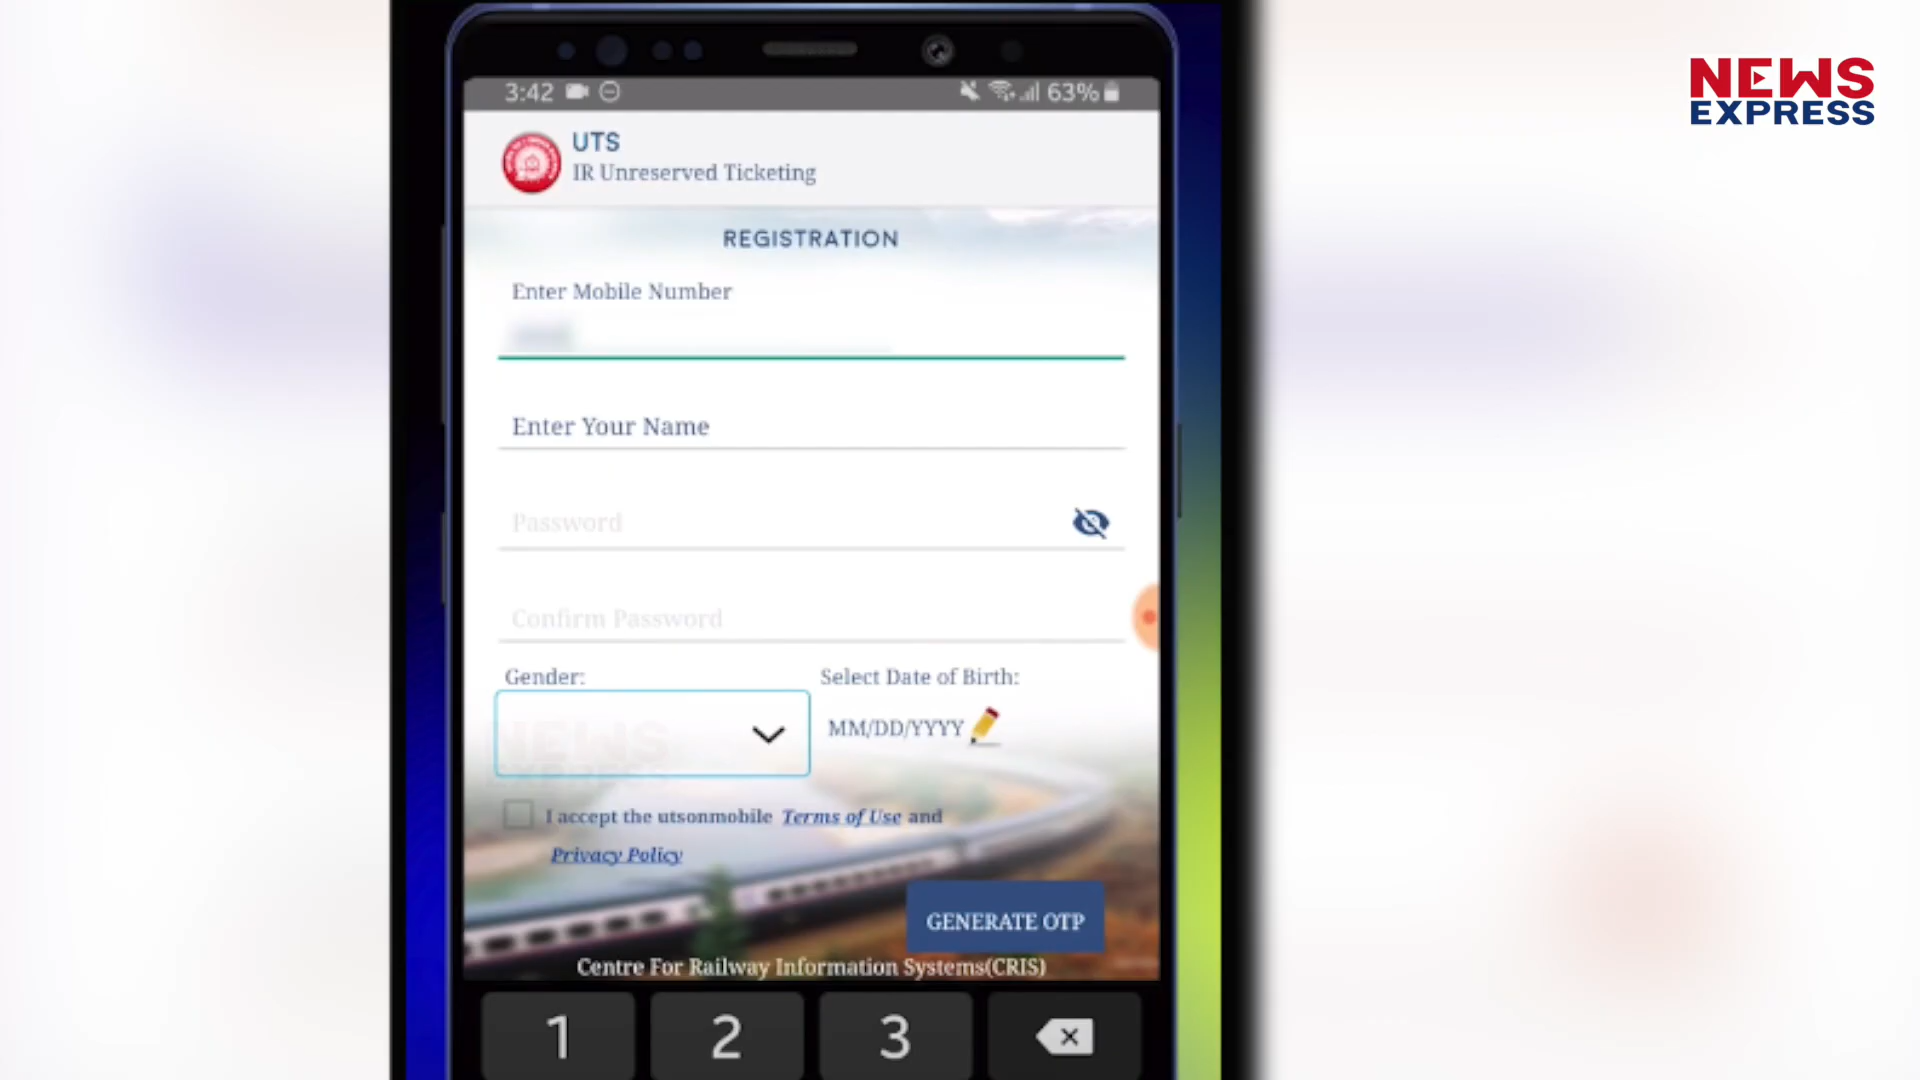 NEWS
EXPRESS
3:42
63%
UTS
IR Unreserved Ticketing
REGISTRATION
Enter Mobile Number
Enter Your Name
Password
Confirm Password
Gender:
Select Date of Birth:
NEWS
EXPRESS
MM/DD/YYYY
I accept the utsonmobile Terms of Use and
Privacy Policy
GENERATE OTP
Centre For Railway Information Systems(CRIS)
1
2
3